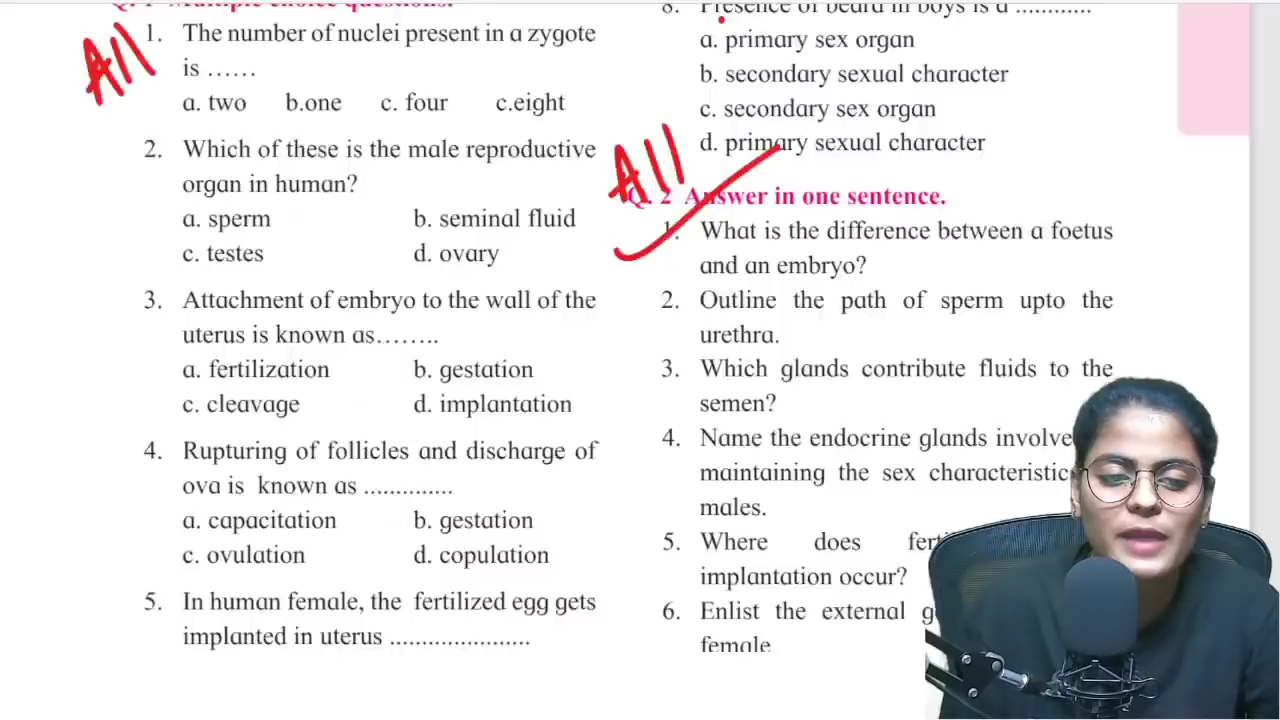 Q. 1 Multiple choice questions.
All
1. The number of nuclei present in a zygote
is ......
a. two b.one c. four c.eight
2. Which of these is the male reproductive
organ in human?
a. sperm b. seminal fluid
c. testes d. ovary
3. Attachment of embryo to the wall of the
uterus is known as........
a. fertilization b. gestation
c. cleavage d. implantation
4. Rupturing of follicles and discharge of
ova is known as ..............
a. capacitation b. gestation
c. ovulation d. copulation
5. In human female, the fertilized egg gets
implanted in uterus ......................
8. Presence of beard in boys is a ............
a. primary sex organ
b. secondary sexual character
c. secondary sex organ
d. primary sexual character
All
Q. 2 Answer in one sentence.
1. What is the difference between a foetus
and an embryo?
2. Outline the path of sperm upto the
urethra.
3. Which glands contribute fluids to the
semen?
4. Name the endocrine glands
maintaining the sex
males.
5. Where does
implantation occur?
6. Enlist the external
female